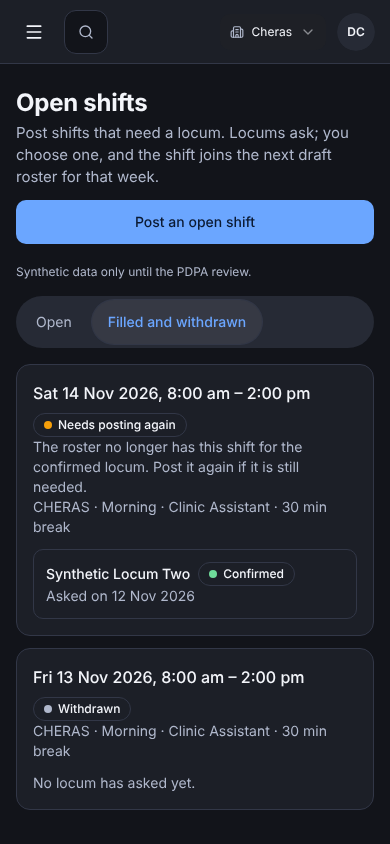 Cheras
DC
Open shifts
Post shifts that need a locum. Locums ask; you
choose one, and the shift joins the next draft
roster for that week.
Post an open shift
Synthetic data only until the PDPA review.
Open
Filled and withdrawn
Sat 14 Nov 2026, 8:00 am – 2:00 pm
Needs posting again
The roster no longer has this shift for the
confirmed locum. Post it again if it is still
needed.
CHERAS · Morning · Clinic Assistant · 30 min
break
Synthetic Locum Two
Confirmed
Asked on 12 Nov 2026
Fri 13 Nov 2026, 8:00 am – 2:00 pm
Withdrawn
CHERAS · Morning · Clinic Assistant · 30 min
break
No locum has asked yet.